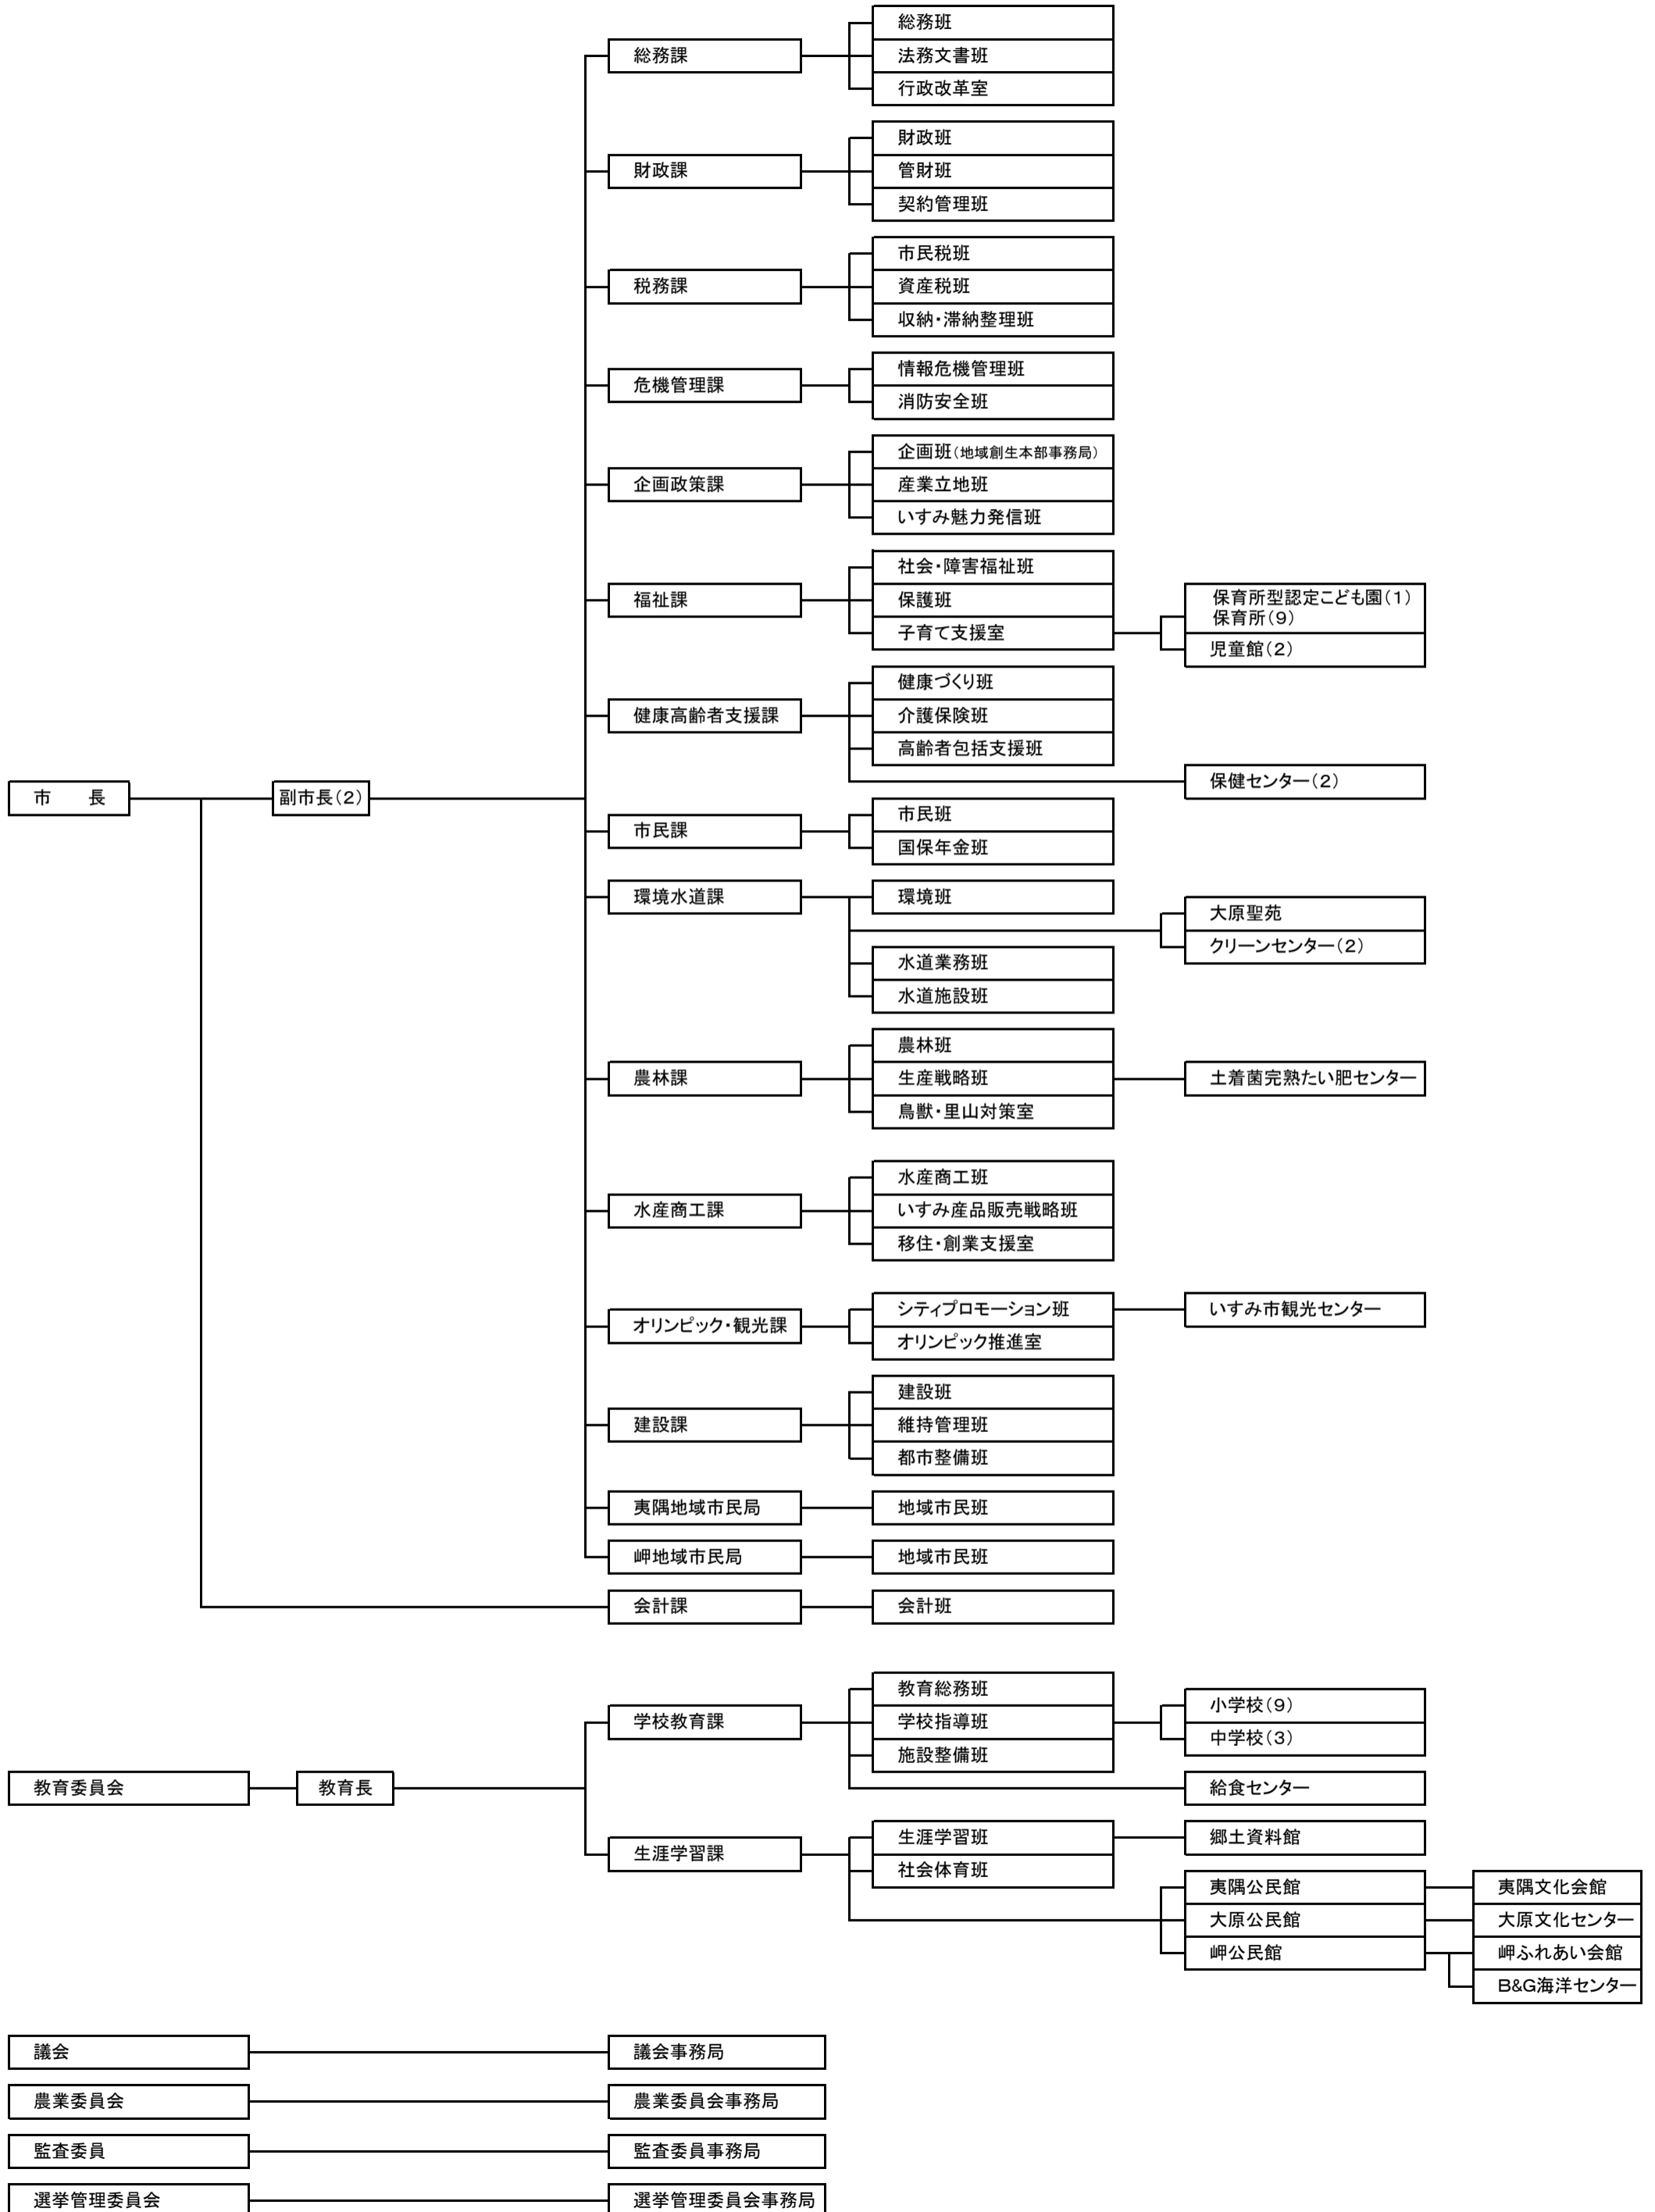 総務班
総務課
法務文書班
行政改革室
財政班
財政課
管財班
契約管理班
市民税班
税務課
資産税班
収納・滞納整理班
情報危機管理班
危機管理課
消防安全班
企画班(地域創生本部事務局)
企画政策課
産業立地班
いすみ魅力発信班
社会・障害福祉班
福祉課
保護班
子育て支援室
保育所型認定こども園(1)
保育所(9)
児童館(2)
健康づくり班
健康高齢者支援課
介護保険班
高齢者包括支援班
保健センター(2)
市　　長
副市長(2)
市民班
市民課
国保年金班
環境水道課
環境班
大原聖苑
クリーンセンター(2)
水道業務班
水道施設班
農林班
農林課
生産戦略班
土着菌完熟たい肥センター
鳥獣・里山対策室
水産商工班
水産商工課
いすみ産品販売戦略班
移住・創業支援室
シティプロモーション班
いすみ市観光センター
オリンピック・観光課
オリンピック推進室
建設班
建設課
維持管理班
都市整備班
夷隅地域市民局
地域市民班
岬地域市民局
地域市民班
会計課
会計班
教育総務班
学校教育課
学校指導班
施設整備班
小学校(9)
中学校(3)
給食センター
教育委員会
教育長
生涯学習班
郷土資料館
生涯学習課
社会体育班
夷隅公民館
夷隅文化会館
大原公民館
大原文化センター
岬公民館
岬ふれあい会館
B&G海洋センター
議会
議会事務局
農業委員会
農業委員会事務局
監査委員
監査委員事務局
選挙管理委員会
選挙管理委員会事務局